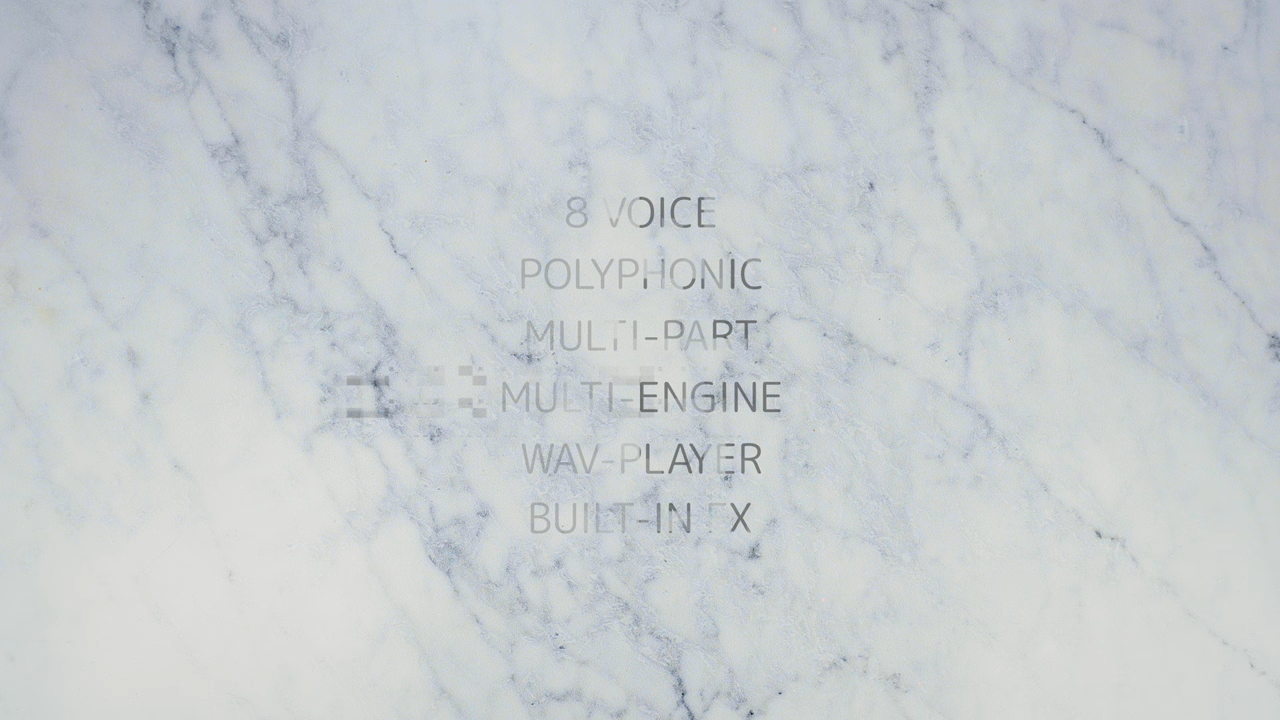 8 VOICE
POLYPHONIC
MULTI-PART
MULTI-ENGINE
WAV-PLAYER
BUILT-IN FX